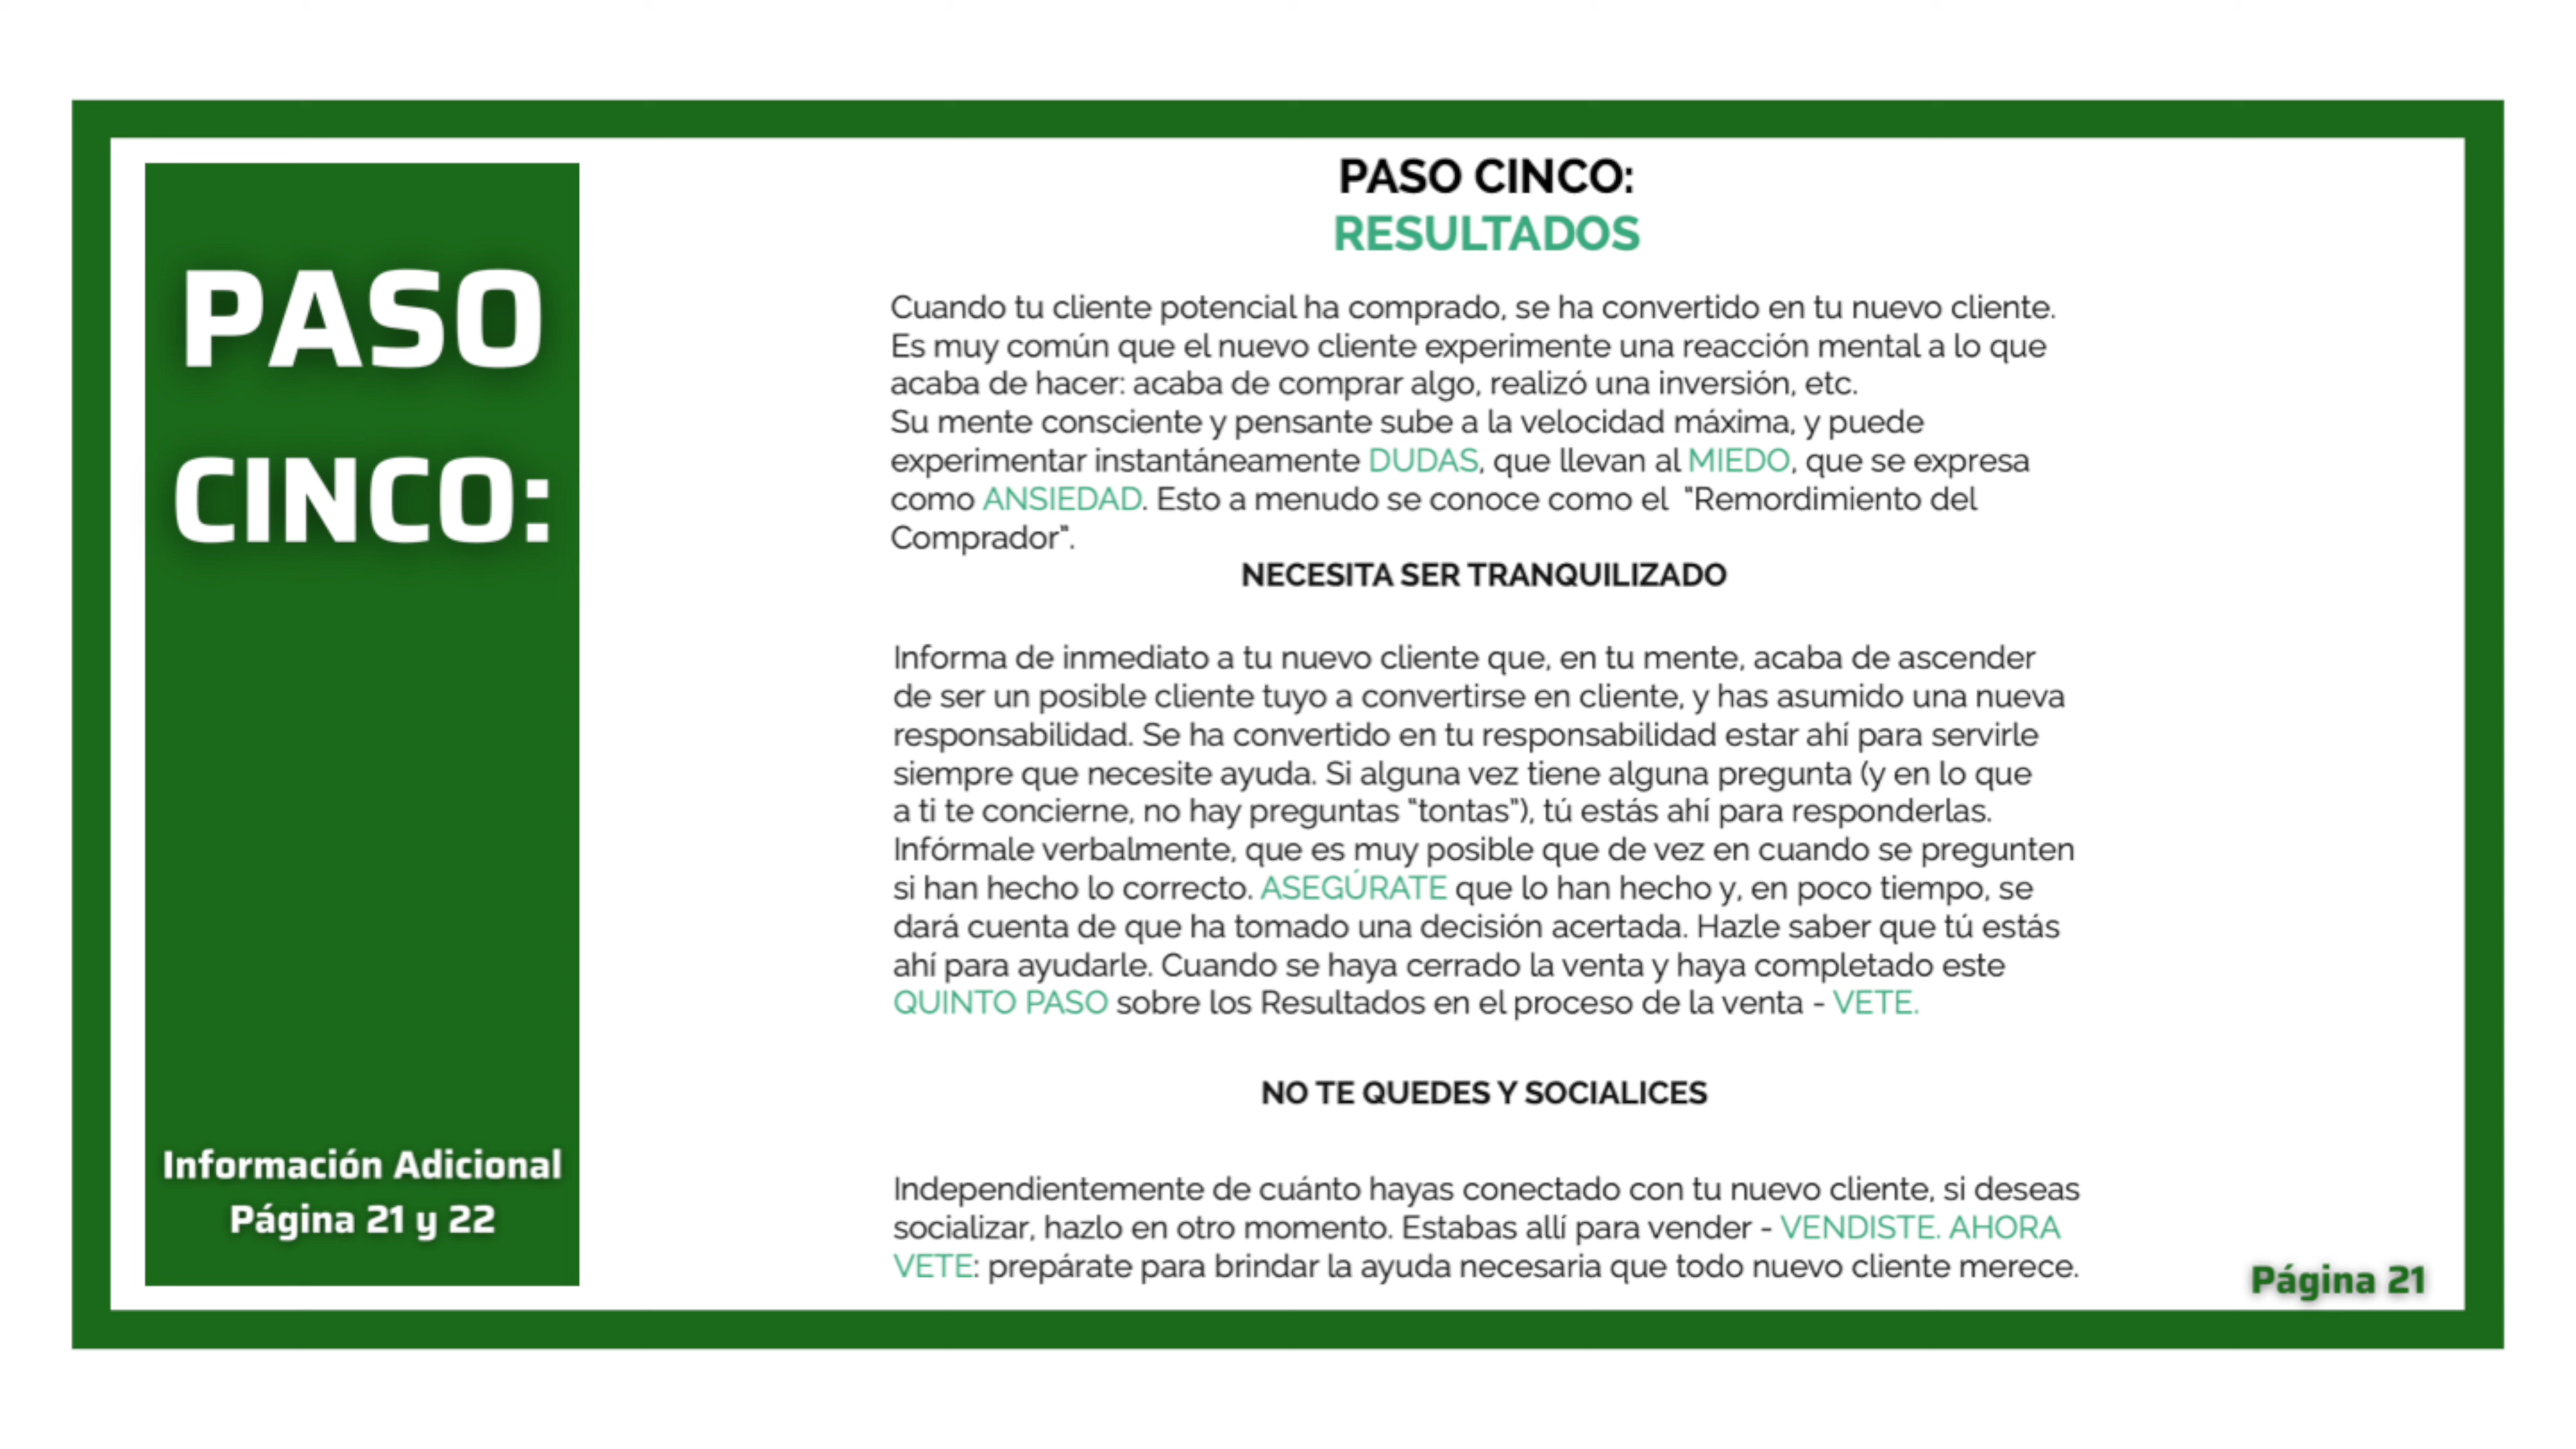 PASO
CINCO:
Información Adicional
Página 21 y 22
PASO CINCO:
RESULTADOS
Cuando tu cliente potencial ha comprado, se ha convertido en tu nuevo cliente.
Es muy común que el nuevo cliente experimente una reacción mental a lo que
acaba de hacer: acaba de comprar algo, realizó una inversión, etc.
Su mente consciente y pensante sube a la velocidad máxima, y puede
experimentar instantáneamente DUDAS, que llevan al MIEDO, que se expresa
como ANSIEDAD. Esto a menudo se conoce como el "Remordimiento del
Comprador".
NECESITA SER TRANQUILIZADO
Informa de inmediato a tu nuevo cliente que, en tu mente, acaba de ascender
de ser un posible cliente tuyo a convertirse en cliente, y has asumido una nueva
responsabilidad. Se ha convertido en tu responsabilidad estar ahí para servirle
siempre que necesite ayuda. Si alguna vez tiene alguna pregunta (y en lo que
a ti te concierne, no hay preguntas "tontas"), tú estás ahí para responderlas.
Infórmale verbalmente, que es muy posible que de vez en cuando se pregunten
si han hecho lo correcto. ASEGÚRATE que lo han hecho y, en poco tiempo, se
dará cuenta de que ha tomado una decisión acertada. Hazle saber que tú estás
ahí para ayudarle. Cuando se haya cerrado la venta y haya completado este
QUINTO PASO sobre los Resultados en el proceso de la venta - VETE.
NO TE QUEDES Y SOCIALICES
Independientemente de cuánto hayas conectado con tu nuevo cliente, si deseas
socializar, hazlo en otro momento. Estabas allí para vender - VENDISTE. AHORA
VETE: prepárate para brindar la ayuda necesaria que todo nuevo cliente merece.
Página 21